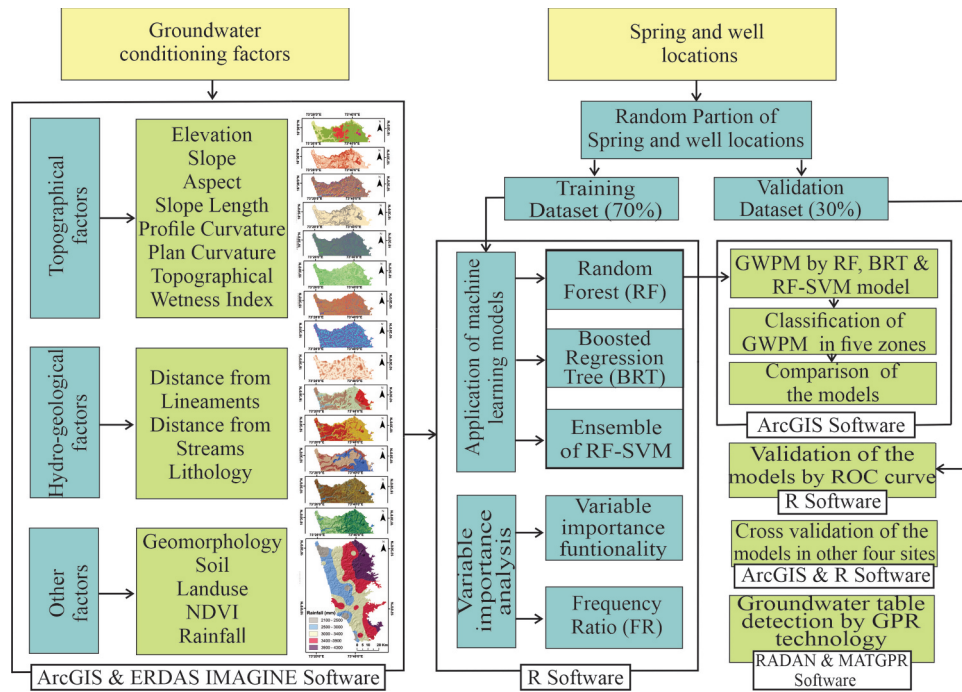 Groundwater
conditioning factors
Spring and well
locations
Random Partion of
Spring and well locations
Training
Dataset (70%)
Validation
Dataset (30%)
Topographical
factors
Elevation
Slope
Aspect
Slope Length
Profile Curvature
Plan Curvature
Topographical
Wetness Index
Hydro-geological
factors
Distance from
Lineaments
Distance from
Streams
Lithology
Other
factors
Geomorphology
Soil
Landuse
NDVI
Rainfall
Rainfall (mm)
3000 - 3400
3400-3900
3900 - 4300
ArcGIS & ERDAS IMAGINE Software
Application of machine
learning models
Random
Forest (RF)
Boosted
Regression
Tree (BRT)
Ensemble
of RF-SVM
Variable
importance
analysis
Variable
importance
funtionality
Frequency
Ratio (FR)
R Software
GWPM by RF, BRT &
RF-SVM model
Classification of
GWPM in five zones
Comparison of
the models
ArcGIS Software
Validation of the
models by ROC curve
R Software
Cross validation of the
models in other four sites
ArcGIS & R Software
Groundwater table
detection by GPR
technology
RADAN & MATGPR
Software